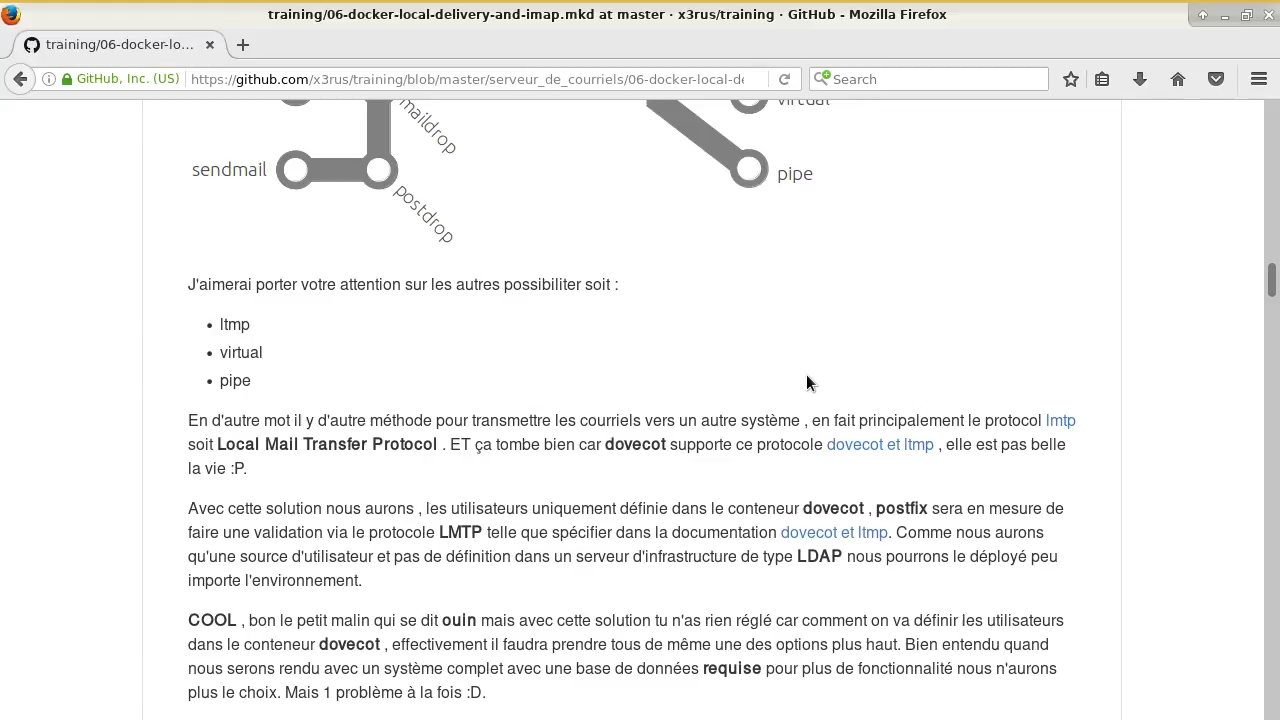 training/06-docker-local-delivery-and-imap.mkd at master · x3rus/training · GitHub - Mozilla Firefox
training/06-docker-lo...
GitHub, Inc. (US)
https://github.com/x3rus/training/blob/master/serveur_de_courriels/06-docker-local-de
Search
maildrop
virtual
sendmail
pipe
postdrop
J'aimerai porter votre attention sur les autres possibiliter soit :
• ltmp
• virtual
• pipe
En d'autre mot il y d'autre méthode pour transmettre les courriels vers un autre système , en fait principalement le protocol lmtp
soit Local Mail Transfer Protocol . ET ça tombe bien car dovecot supporte ce protocole dovecot et ltmp , elle est pas belle
la vie :P.
Avec cette solution nous aurons , les utilisateurs uniquement définie dans le conteneur dovecot , postfix sera en mesure de
faire une validation via le protocole LMTP telle que spécifier dans la documentation dovecot et ltmp. Comme nous aurons
qu'une source d'utilisateur et pas de définition dans un serveur d'infrastructure de type LDAP nous pourrons le déployé peu
importe l'environnement.
COOL , bon le petit malin qui se dit ouin mais avec cette solution tu n'as rien réglé car comment on va définir les utilisateurs
dans le conteneur dovecot , effectivement il faudra prendre tous de même une des options plus haut. Bien entendu quand
nous serons rendu avec un système complet avec une base de données requise pour plus de fonctionnalité nous n'aurons
plus le choix. Mais 1 problème à la fois :D.